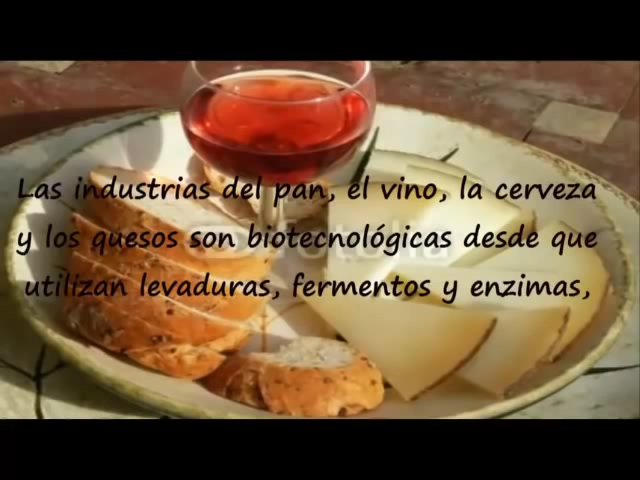 Las industrias del pan, el vino, la cerveza
y los quesos son biotecnológicas desde que
utilizan levaduras, fermentos y enzimas,